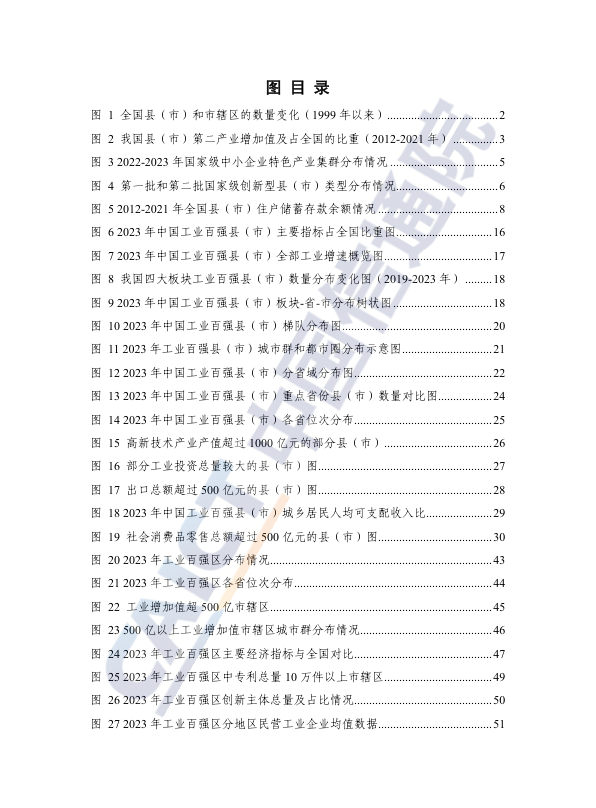 图 目 录
图 1 全国县（市）和市辖区的数量变化（1999 年以来）....................................2
图 2 我国县（市）第二产业增加值及占全国的比重（2012-2021 年）..............3
图 3 2022-2023 年国家级中小企业特色产业集群分布情况...................................5
图 4 第一批和第二批国家级创新型县（市）类型分布情况.................................6
图 5 2012-2021 年全国县（市）住户储蓄存款余额情况.......................................8
图 6 2023 年中国工业百强县（市）主要指标占全国比重图...............................16
图 7 2023 年中国工业百强县（市）全部工业增速概览图...................................17
图 8 我国四大板块工业百强县（市）数量分布变化图（2019-2023 年）.........18
图 9 2023 年中国工业百强县（市）板块-省-市分布树状图................................18
图 10 2023 年中国工业百强县（市）梯队分布图................................................20
图 11 2023 年工业百强县（市）城市群和都市圈分布示意图.............................21
图 12 2023 年中国工业百强县（市）分省域分布图............................................22
图 13 2023 年中国工业百强县（市）重点省份县（市）数量对比图.................24
图 14 2023 年中国工业百强县（市）各省位次分布............................................25
图 15 高新技术产业产值超过 1000 亿元的部分县（市）...................................26
图 16 部分工业投资总量较大的县（市）图........................................................27
图 17 出口总额超过 500 亿元的县（市）图........................................................28
图 18 2023 年中国工业百强县（市）城乡居民人均可支配收入比.....................29
图 19 社会消费品零售总额超过 500 亿元的县（市）图.....................................30
图 20 2023 年工业百强区分布情况.......................................................................43
图 21 2023 年工业百强区各省位次分布...............................................................44
图 22 工业增加值超 500 亿市辖区.......................................................................45
图 23 500 亿以上工业增加值市辖区城市群分布情况..........................................46
图 24 2023 年工业百强区主要经济指标与全国对比............................................47
图 25 2023 年工业百强区中专利总量 10 万件以上市辖区..................................49
图 26 2023 年工业百强区创新主体总量及占比情况............................................50
图 27 2023 年工业百强区分地区民营工业企业均值数据.....................................51
CAICT 中国信通院